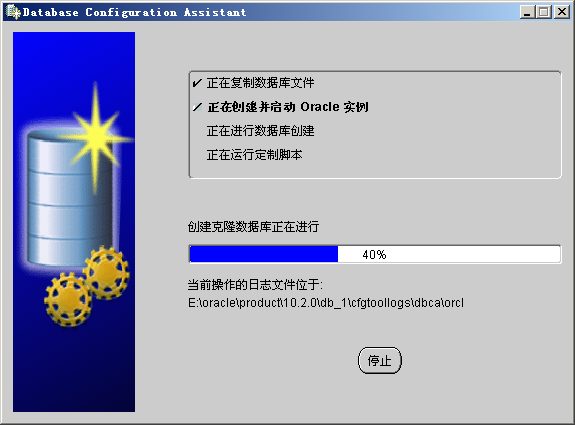 Database Configuration Assistant
正在复制数据库文件
正在创建并启动 Oracle 实例
正在进行数据库创建
正在运行定制脚本
创建克隆数据库正在进行
40%
当前操作的日志文件位于:
E:\oracle\product\10.2.0\db_1\cfgtoollogs\dbca\orcl
停止